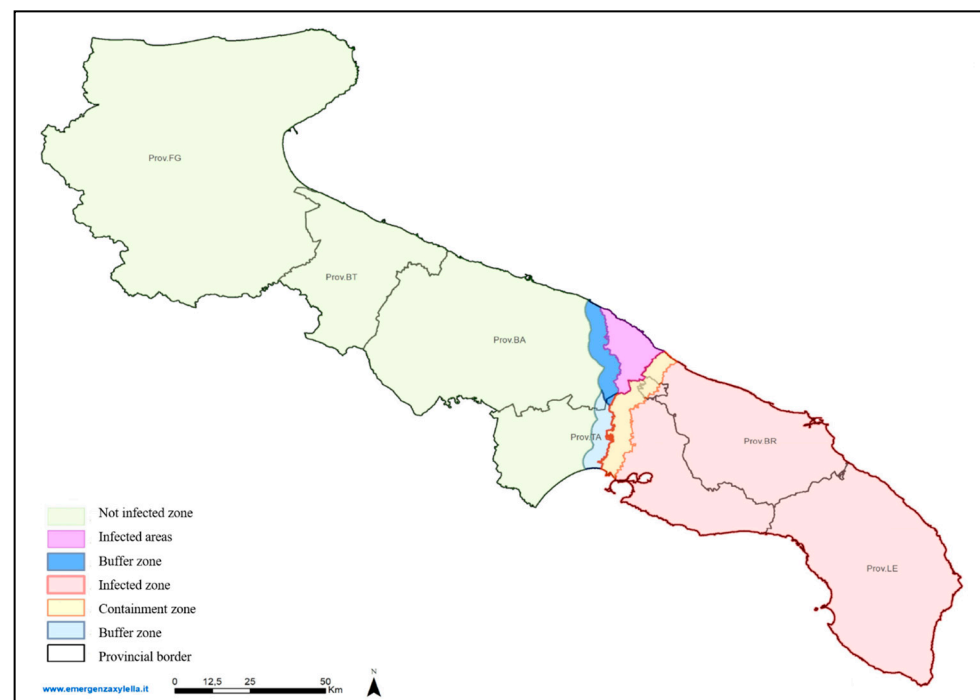 Prov.FG
Prov.BT
Prov.BA
Prov.TA
Prov.BR
Prov.LE
Not infected zone
Infected areas
Buffer zone
Infected zone
Containment zone
Buffer zone
Provincial border
www.emergenzaxylella.it
0 12,5 25 50
Km
N